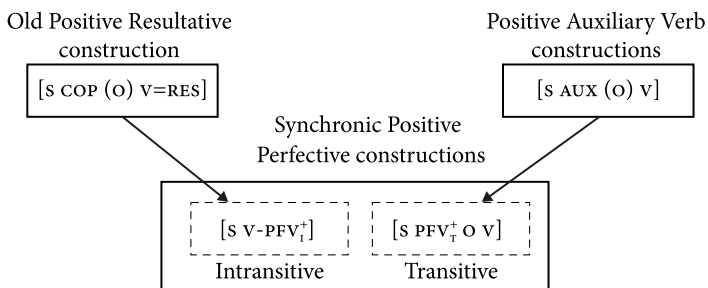 Old Positive Resultative
construction
[S COP (O) V=RES]
Positive Auxiliary Verb
constructions
[S AUX (O) V]
Synchronic Positive
Perfective constructions
[S V-PFV⁺ᵢ]
Intransitive
[S PFV⁺ₜ O V]
Transitive